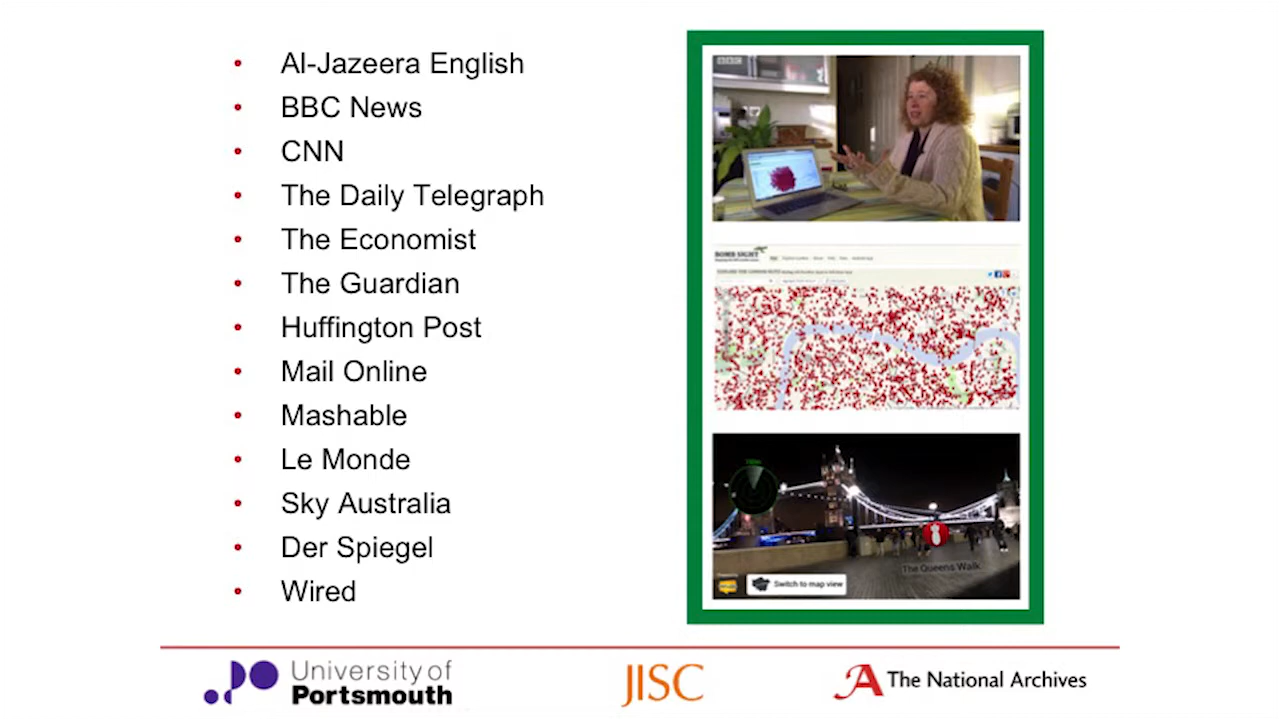 Al-Jazeera English
BBC News
CNN
The Daily Telegraph
The Economist
The Guardian
Huffington Post
Mail Online
Mashable
Le Monde
Sky Australia
Der Spiegel
Wired
BBC
BOMB SIGHT
The Queens Walk
Switch to map view
University of
Portsmouth
JISC
The National Archives